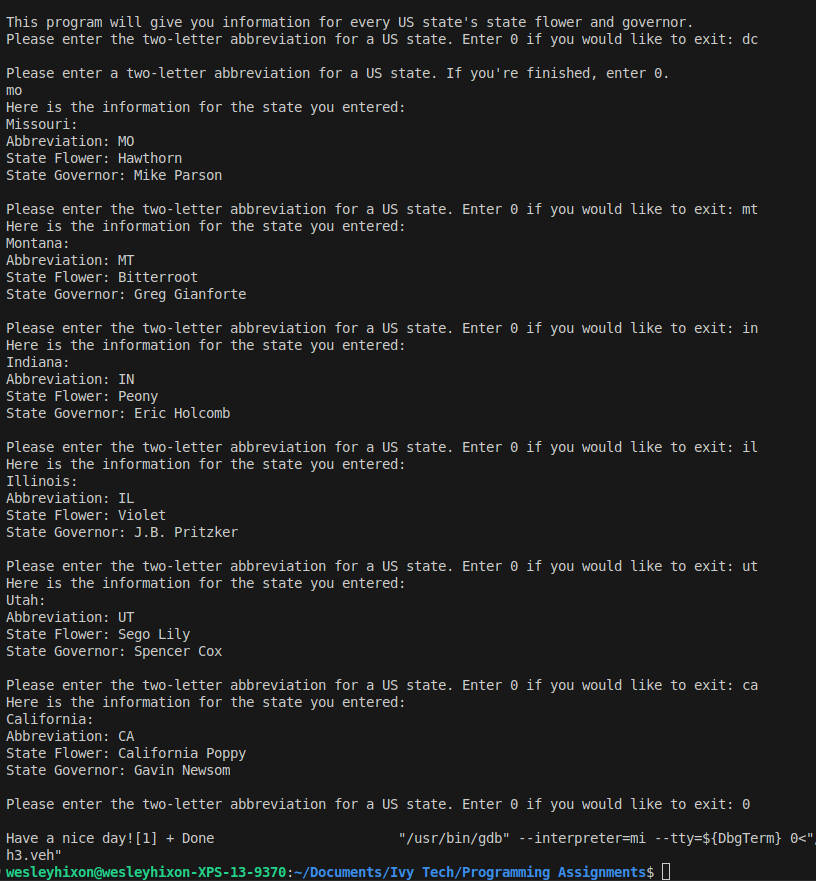 This program will give you information for every US state's state flower and governor.
Please enter the two-letter abbreviation for a US state. Enter 0 if you would like to exit: dc
Please enter a two-letter abbreviation for a US state. If you're finished, enter 0.
mo
Here is the information for the state you entered:
Missouri:
Abbreviation: MO
State Flower: Hawthorn
State Governor: Mike Parson
Please enter the two-letter abbreviation for a US state. Enter 0 if you would like to exit: mt
Here is the information for the state you entered:
Montana:
Abbreviation: MT
State Flower: Bitterroot
State Governor: Greg Gianforte
Please enter the two-letter abbreviation for a US state. Enter 0 if you would like to exit: in
Here is the information for the state you entered:
Indiana:
Abbreviation: IN
State Flower: Peony
State Governor: Eric Holcomb
Please enter the two-letter abbreviation for a US state. Enter 0 if you would like to exit: il
Here is the information for the state you entered:
Illinois:
Abbreviation: IL
State Flower: Violet
State Governor: J.B. Pritzker
Please enter the two-letter abbreviation for a US state. Enter 0 if you would like to exit: ut
Here is the information for the state you entered:
Utah:
Abbreviation: UT
State Flower: Sego Lily
State Governor: Spencer Cox
Please enter the two-letter abbreviation for a US state. Enter 0 if you would like to exit: ca
Here is the information for the state you entered:
California:
Abbreviation: CA
State Flower: California Poppy
State Governor: Gavin Newsom
Please enter the two-letter abbreviation for a US state. Enter 0 if you would like to exit: 0
Have a nice day![1] + Done                       "/usr/bin/gdb" --interpreter=mi --tty=${DbgTerm} 0<"/
h3.veh"
wesleyhixon@wesleyhixon-XPS-13-9370:~/Documents/Ivy Tech/Programming Assignments$